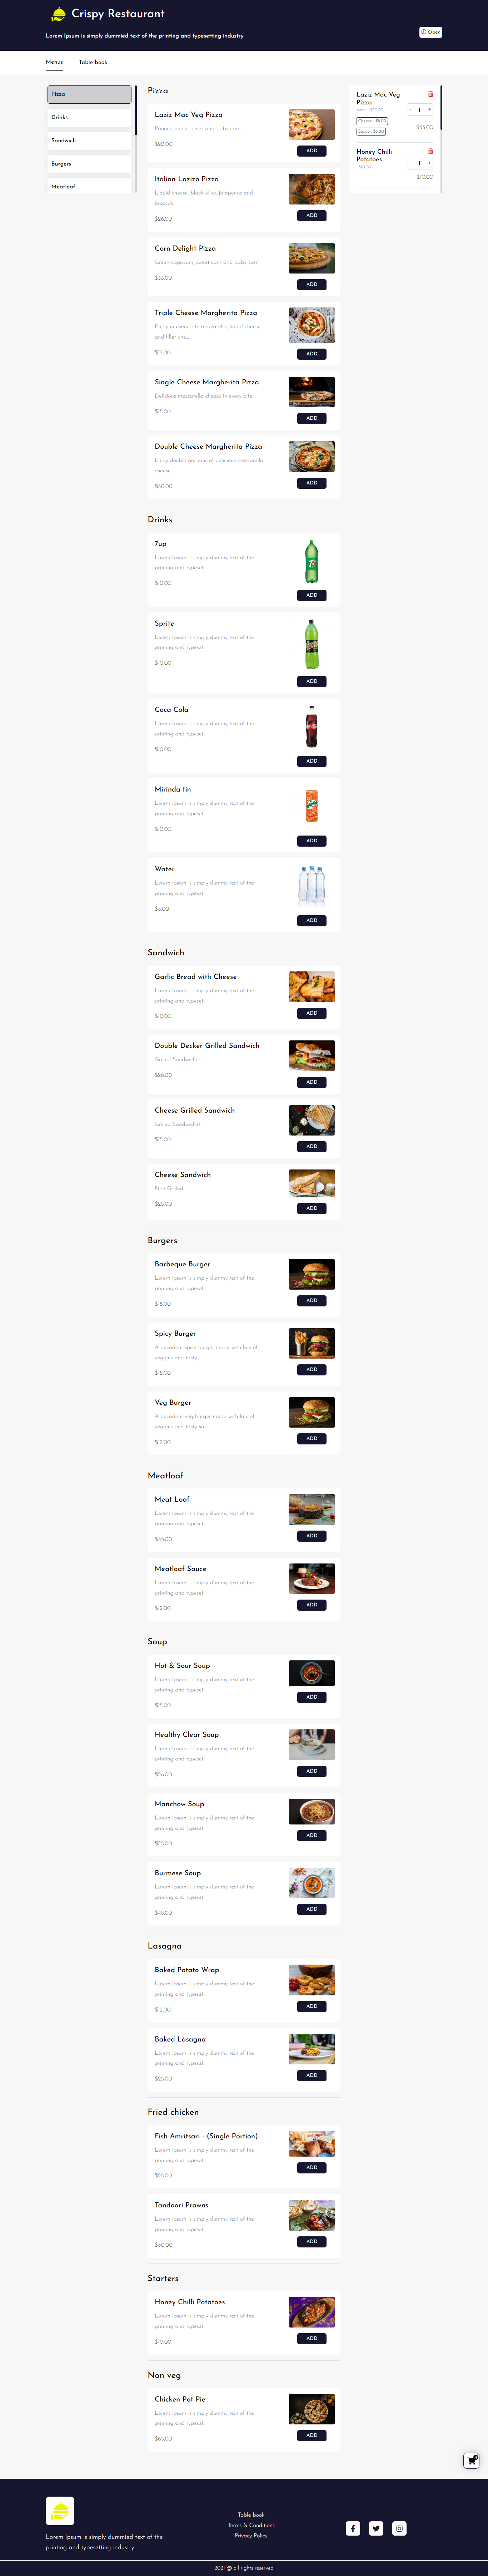 Crispy Restaurant
Lorem Ipsum is simply dummied text of the printing and typesetting industry
Open
Menus
Table book
Pizza
Drinks
Sandwich
Burgers
Meatloaf
Pizza
Laziz Mac Veg Pizza
Paneer, onion, olives and baby corn
$20.00
ADD
Italian Lazizo Pizza
Liquid cheese, black olive, jalapenos and
broccoli
$26.00
ADD
Corn Delight Pizza
Green capsicum, sweet corn and baby corn
ADD
Triple Cheese Margherita Pizza
Enjoy in every bite mozzarella, liquid cheese
and filler che...
$12.00
ADD
Single Cheese Margherita Pizza
Delicious mozzarella cheese in every bite
$15.00
ADD
Double Cheese Margherita Pizza
Enjoy double portions of delicious mozzarella
cheese.
$30.00
ADD
Drinks
7up
Lorem Ipsum is simply dummy text of the
printing and typeset...
$10.00
ADD
Sprite
Lorem Ipsum is simply dummy text of the
printing and typeset...
$10.00
ADD
Coca Cola
Lorem Ipsum is simply dummy text of the
printing and typeset...
$10.00
ADD
Mirinda tin
Lorem Ipsum is simply dummy text of the
printing and typeset...
$10.00
ADD
Water
Lorem Ipsum is simply dummy text of the
printing and typeset...
$5.00
ADD
Sandwich
Garlic Bread with Cheese
Lorem Ipsum is simply dummy text of the
printing and typeset...
$10.00
ADD
Double Decker Grilled Sandwich
Grilled Sandwiches
$26.00
ADD
Cheese Grilled Sandwich
Grilled Sandwiches
$15.00
ADD
Cheese Sandwich
Non Grilled
$25.00
ADD
Burgers
Barbeque Burger
Lorem Ipsum is simply dummy text of the
printing and typeset...
$18.00
ADD
Spicy Burger
A decadent spicy burger made with lots of
veggies and tasty...
$15.00
ADD
Veg Burger
A decadent veg burger made with lots of
veggies and tasty sa...
$12.00
ADD
Meatloaf
Meat Loaf
Lorem Ipsum is simply dummy text of the
printing and typeset...
ADD
Meatloaf Sauce
Lorem Ipsum is simply dummy text of the
printing and typeset...
$12.00
ADD
Soup
Hot & Sour Soup
Lorem Ipsum is simply dummy text of the
printing and typeset...
$15.00
ADD
Healthy Clear Soup
Lorem Ipsum is simply dummy text of the
printing and typeset...
$26.00
ADD
Manchow Soup
Lorem Ipsum is simply dummy text of the
printing and typeset...
$25.00
ADD
Burmese Soup
Lorem Ipsum is simply dummy text of the
printing and typeset...
$45.00
ADD
Lasagna
Baked Potato Wrap
Lorem Ipsum is simply dummy text of the
printing and typeset...
$12.00
ADD
Baked Lasagna
Lorem Ipsum is simply dummy text of the
printing and typeset...
$25.00
ADD
Fried chicken
Fish Amritsari - (Single Portion)
Lorem Ipsum is simply dummy text of the
printing and typeset...
$25.00
ADD
Tandoori Prawns
Lorem Ipsum is simply dummy text of the
printing and typeset...
$50.00
ADD
Starters
Honey Chilli Potatoes
Lorem Ipsum is simply dummy text of the
printing and typeset...
$10.00
ADD
Non veg
Chicken Pot Pie
Lorem Ipsum is simply dummy text of the
printing and typeset...
$65.00
ADD
Laziz Mac Veg
Pizza
- 1 +
Cheese : $8.00
Sauce : $5.00
Honey Chilli
Potatoes
- 1 +
$10.00
Lorem Ipsum is simply dummied text of the
printing and typesetting industry
Table book
Terms & Conditions
Privacy Policy
2021 @ all rights reserved